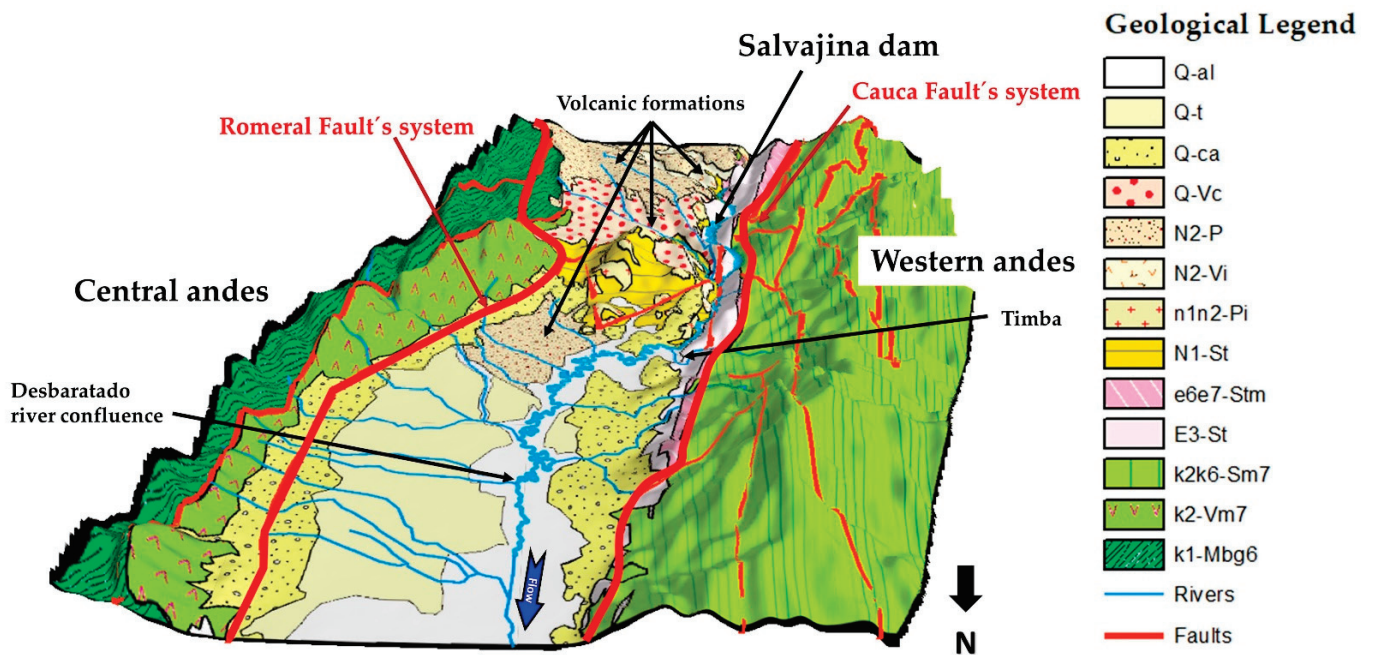 Geological Legend
Salvajina dam
Volcanic formations
Cauca Fault´s system
Romeral Fault´s system
Central andes
Western andes
Timba
Desbaratado
river confluence
Flow
N
Q-al
Q-t
Q-ca
Q-Vc
N2-P
N2-Vi
n1n2-Pi
N1-St
e6e7-Stm
E3-St
k2k6-Sm7
k2-Vm7
k1-Mbg6
Rivers
Faults